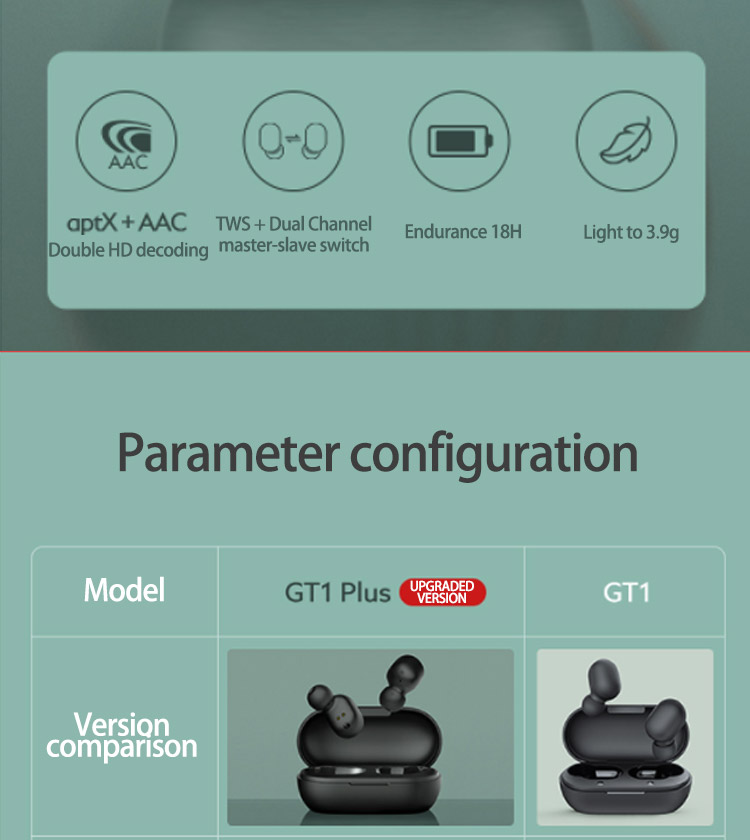 AAC
aptX + AAC
Double HD decoding
TWS + Dual Channel
master-slave switch
Endurance 18H
Light to 3.9g
Parameter configuration
Model
GT1 Plus
UPGRADED
VERSION
GT1
Version
comparison